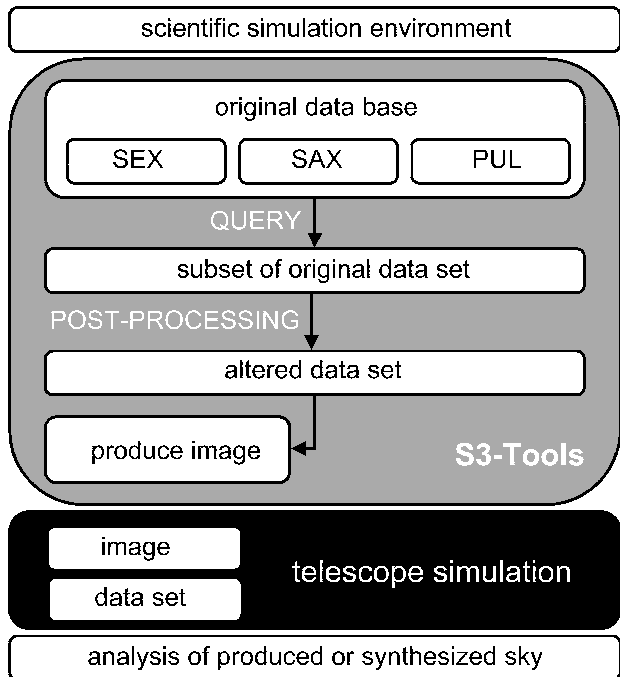 scientific simulation environment
original data base
SEX SAX PUL
QUERY
subset of original data set
POST-PROCESSING
altered data set
produce image
S3-Tools
image
telescope simulation
data set
analysis of produced or synthesized sky